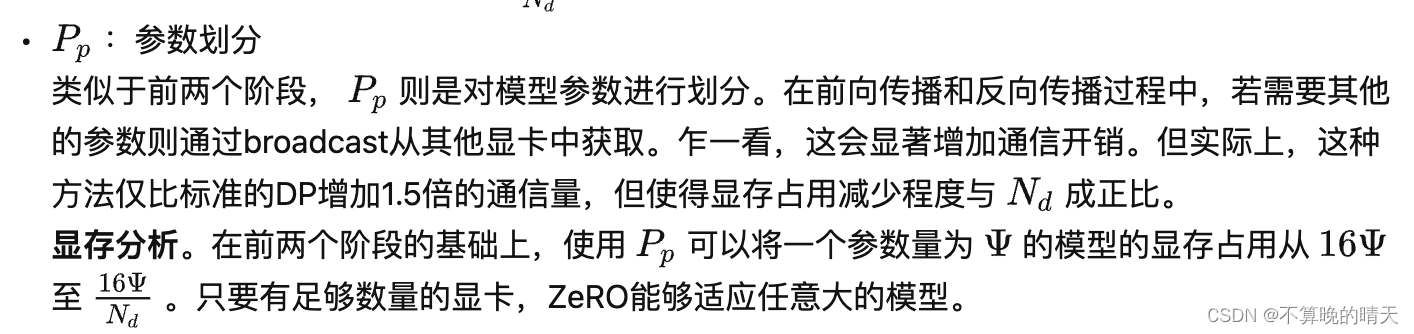 N_d
• P_p： 参数划分
类似于前两个阶段， P_p 则是对模型参数进行划分。在前向传播和反向传播过程中，若需要其他
的参数则通过broadcast从其他显卡中获取。乍一看，这会显著增加通信开销。但实际上，这种
方法仅比标准的DP增加1.5倍的通信量，但使得显存占用减少程度与 N_d 成正比。
显存分析。在前两个阶段的基础上，使用 P_p 可以将一个参数量为 Ψ 的模型的显存占用从 16Ψ
至 16Ψ/N_d 。只要有足够数量的显卡，ZeRO能够适应任意大的模型。
CSDN @不算晚的晴天